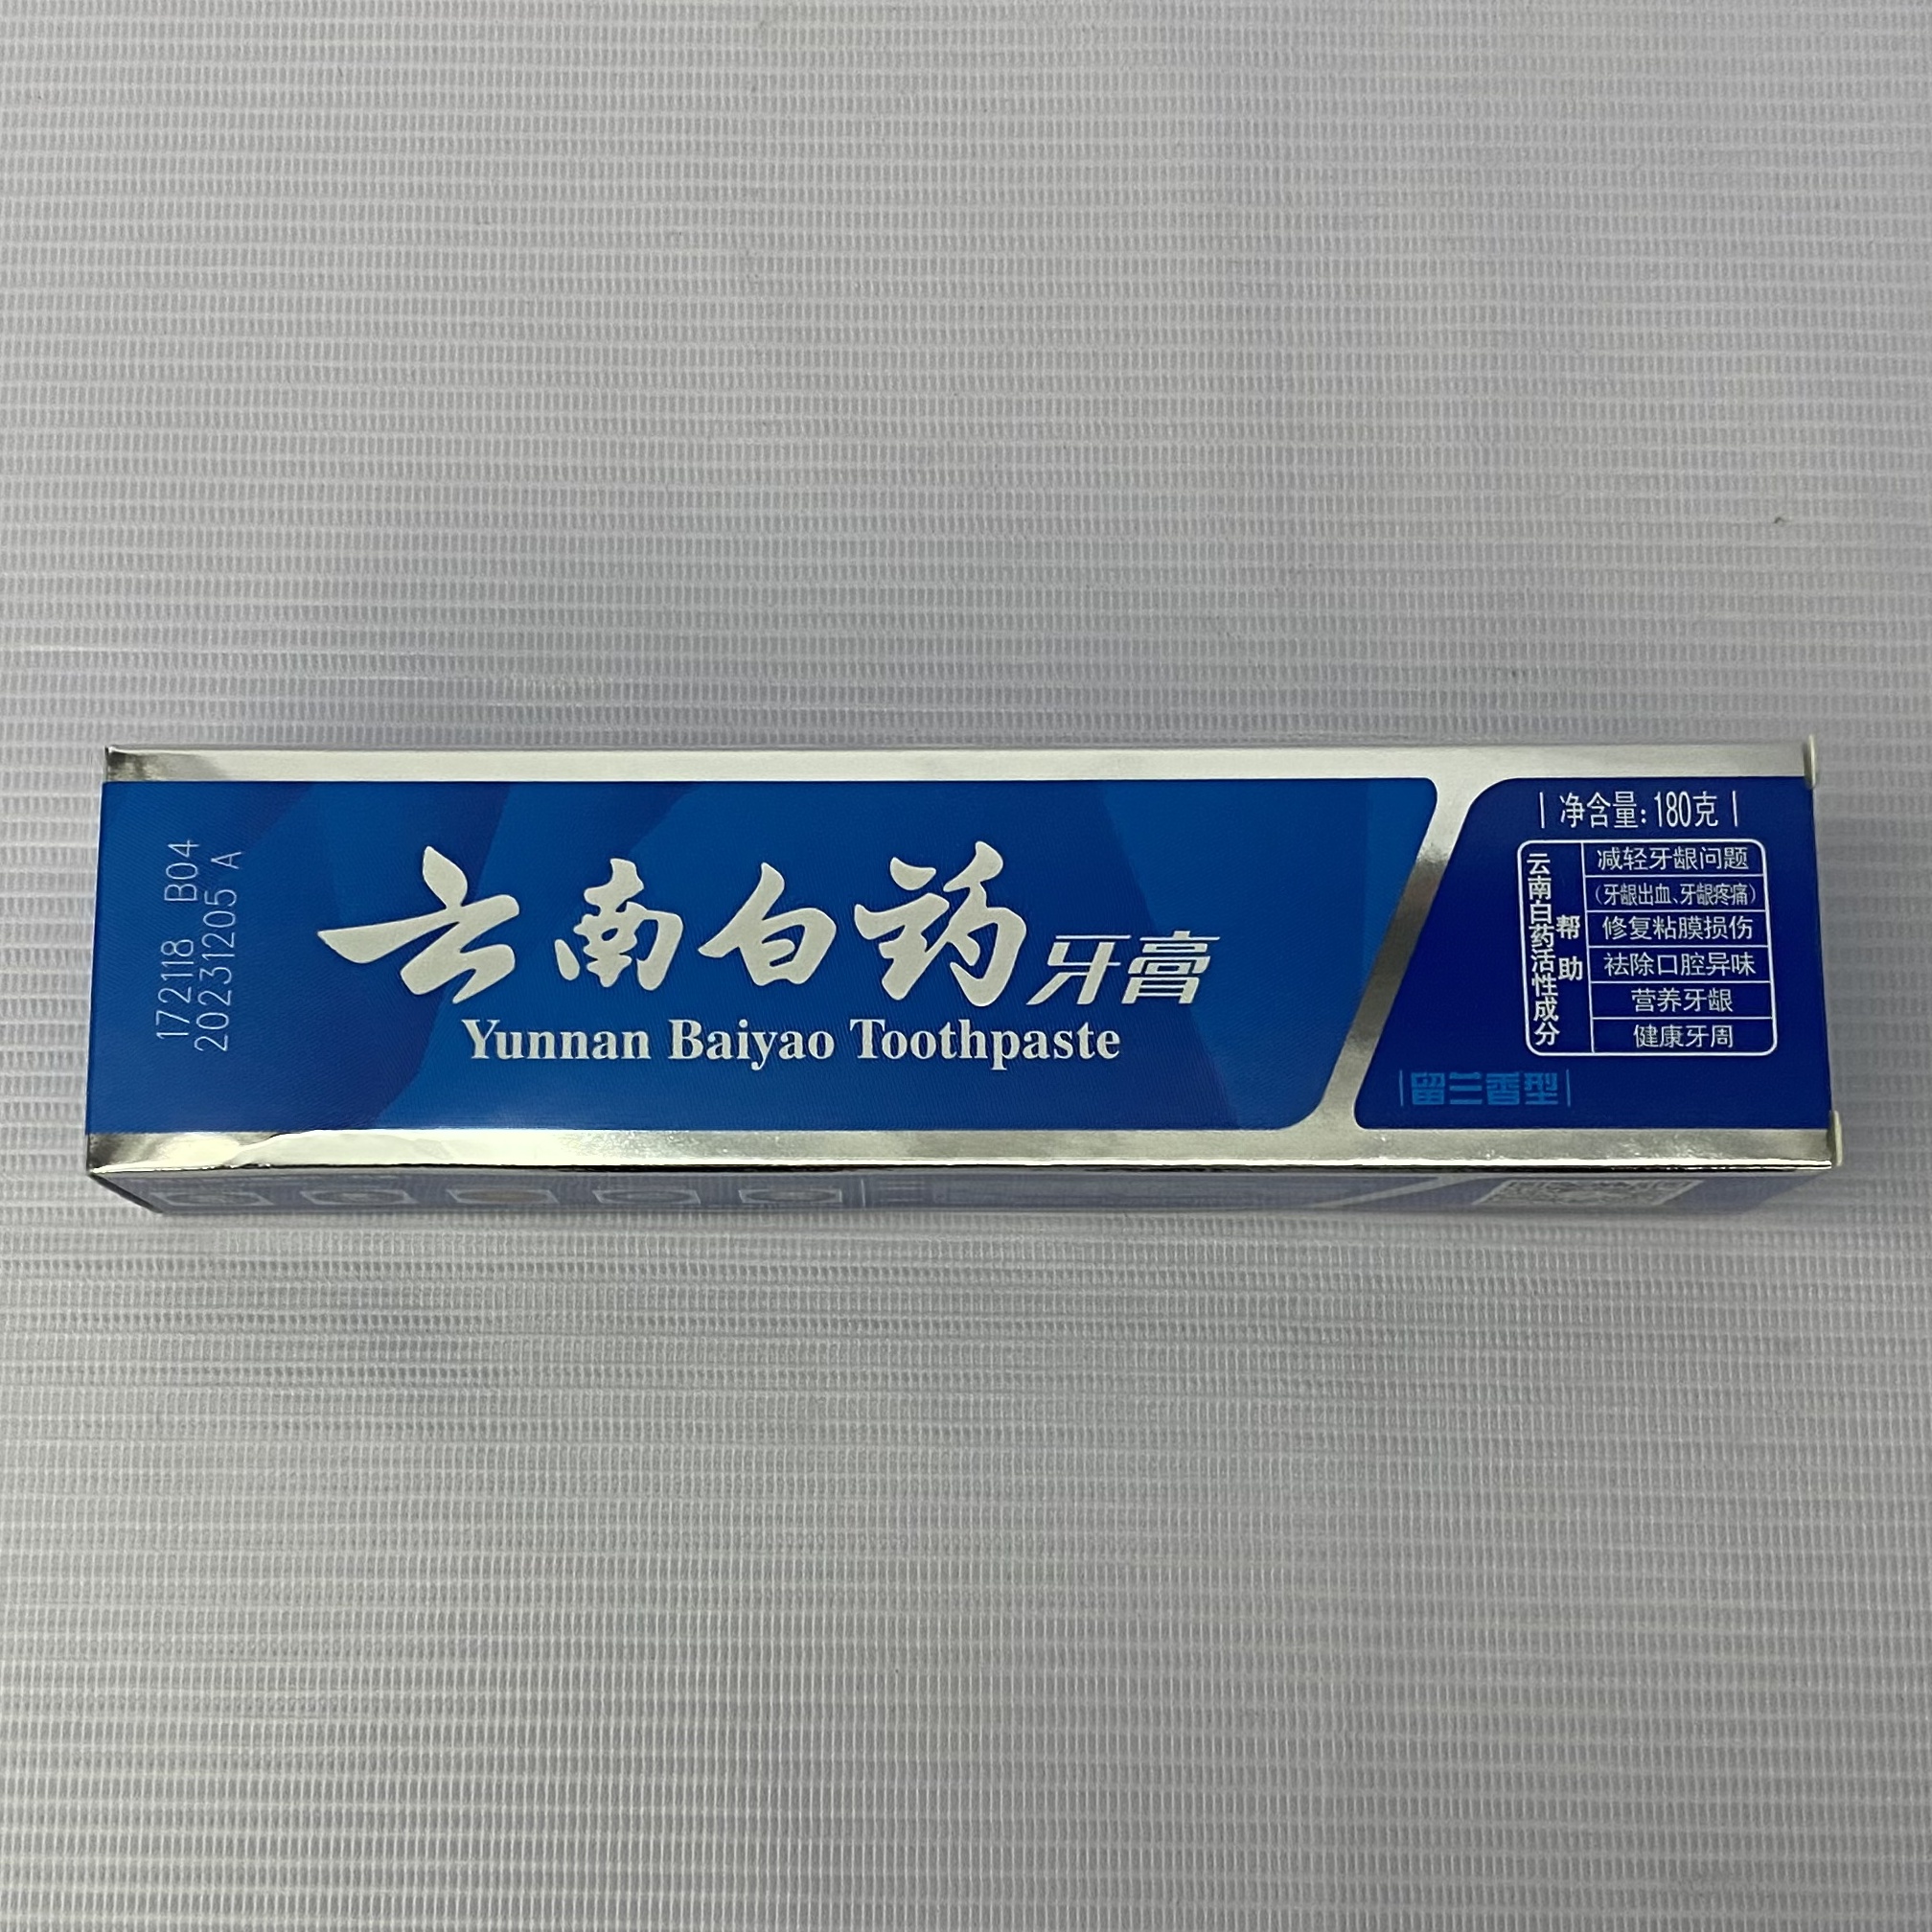 172118 B04
20231205 A
云南白药牙膏
Yunnan Baiyao Toothpaste
净含量:180克
云南白药活性成分
帮助
减轻牙龈问题
(牙龈出血、牙龈疼痛)
修复粘膜损伤
祛除口腔异味
营养牙龈
健康牙周
留兰香型